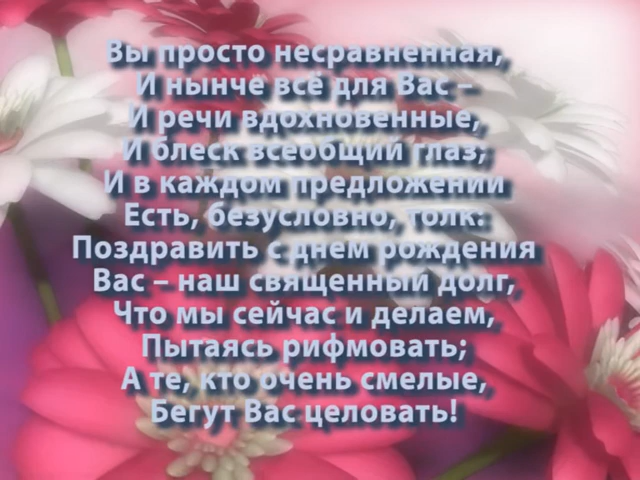 Вы просто несравненная,
И нынче всё для Вас –
И речи вдохновенные,
И блеск всеобщий глаз;
И в каждом предложении
Есть, безусловно, толк:
Поздравить с днем рождения
Вас – наш священный долг,
Что мы сейчас и делаем,
Пытаясь рифмовать;
А те, кто очень смелые,
Бегут Вас целовать!